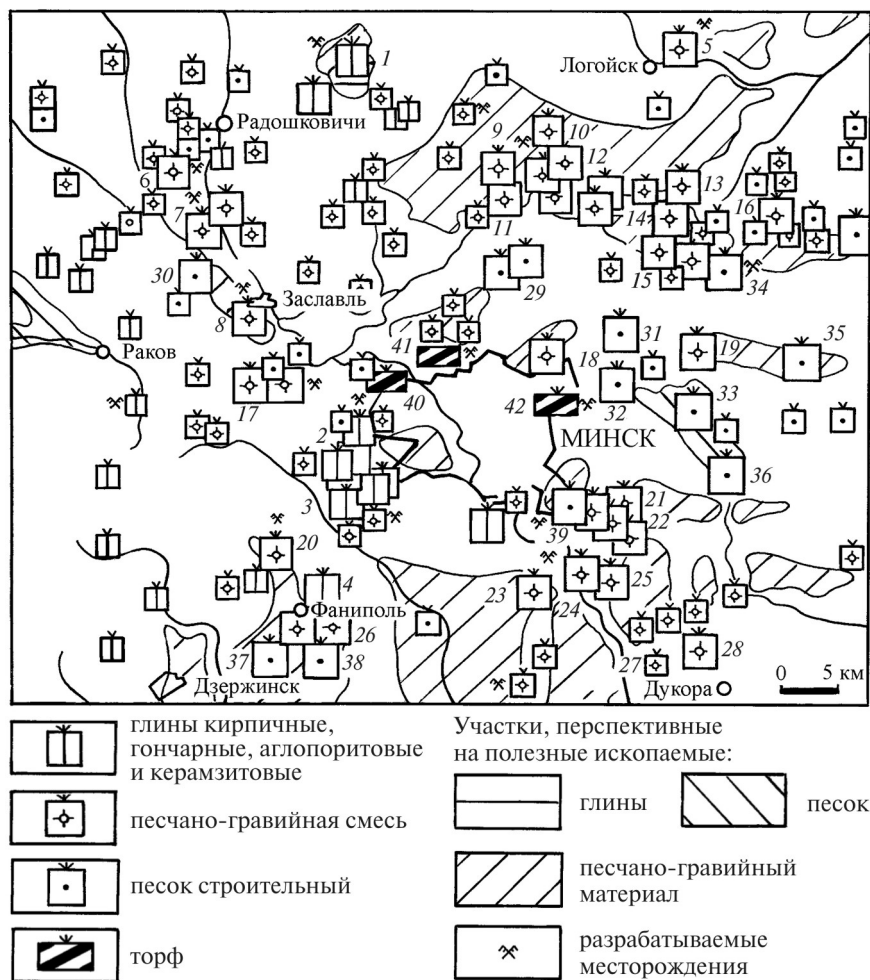 1
5
Логойск
Радошковичи
9
10
12
6
13
11
14
16
7
15
34
30
29
Заславль
8
31
35
41
18
19
Раков
40
32
33
17
42
МИНСК
2
36
3
21
39
22
20
4
23
24
25
Фаниполь
26
28
37
38
27
0 5 км
Дзержинск
Дукора
глины кирпичные,
гончарные, аглопоритовые
и керамзитовые
песчано-гравийная смесь
песок строительный
торф
Участки, перспективные
на полезные ископаемые:
глины
песок
песчано-гравийный
материал
разрабатываемые
месторождения